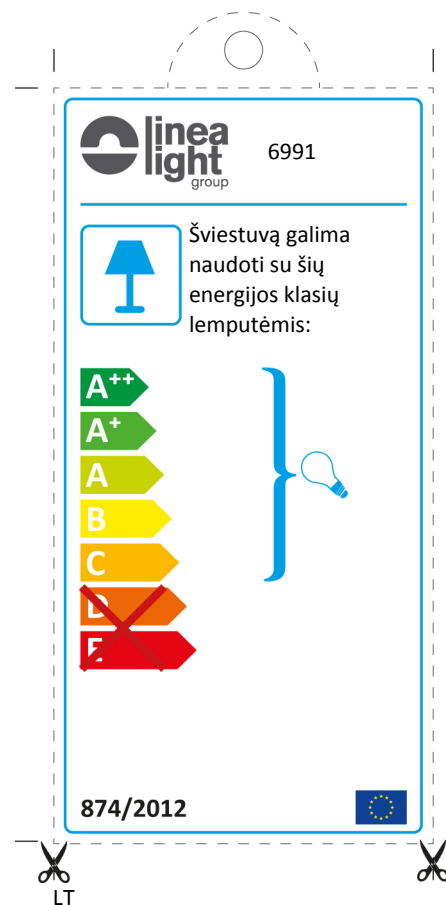 linea
light
group
6991
Šviestuvą galima
naudoti su šių
energijos klasių
lemputėmis:
A++
A+
A
B
C
D
E
874/2012
LT